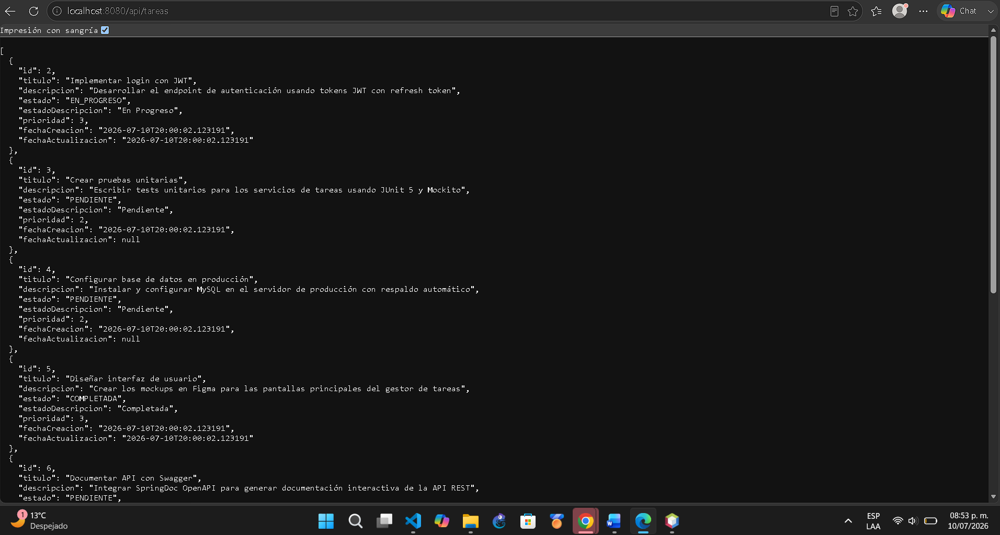 localhost:8080/api/tareas
Chat
Impresión con sangría
[
  {
    "id": 2,
    "titulo": "Implementar login con JWT",
    "descripcion": "Desarrollar el endpoint de autenticación usando tokens JWT con refresh token",
    "estado": "EN_PROGRESO",
    "estadoDescripcion": "En Progreso",
    "prioridad": 3,
    "fechaCreacion": "2026-07-10T20:00:02.123191",
    "fechaActualizacion": "2026-07-10T20:00:02.123191"
  },
  {
    "id": 3,
    "titulo": "Crear pruebas unitarias",
    "descripcion": "Escribir tests unitarios para los servicios de tareas usando JUnit 5 y Mockito",
    "estado": "PENDIENTE",
    "estadoDescripcion": "Pendiente",
    "prioridad": 2,
    "fechaCreacion": "2026-07-10T20:00:02.123191",
    "fechaActualizacion": null
  },
  {
    "id": 4,
    "titulo": "Configurar base de datos en producción",
    "descripcion": "Instalar y configurar MySQL en el servidor de producción con respaldo automático",
    "estado": "PENDIENTE",
    "estadoDescripcion": "Pendiente",
    "prioridad": 2,
    "fechaCreacion": "2026-07-10T20:00:02.123191",
    "fechaActualizacion": null
  },
  {
    "id": 5,
    "titulo": "Diseñar interfaz de usuario",
    "descripcion": "Crear los mockups en Figma para las pantallas principales del gestor de tareas",
    "estado": "COMPLETADA",
    "estadoDescripcion": "Completada",
    "prioridad": 3,
    "fechaCreacion": "2026-07-10T20:00:02.123191",
    "fechaActualizacion": "2026-07-10T20:00:02.123191"
  },
  {
    "id": 6,
    "titulo": "Documentar API con Swagger",
    "descripcion": "Integrar SpringDoc OpenAPI para generar documentación interactiva de la API REST",
    "estado": "PENDIENTE",
1
13°C
Despejado
ESP
LAA
08:53 p. m.
10/07/2026